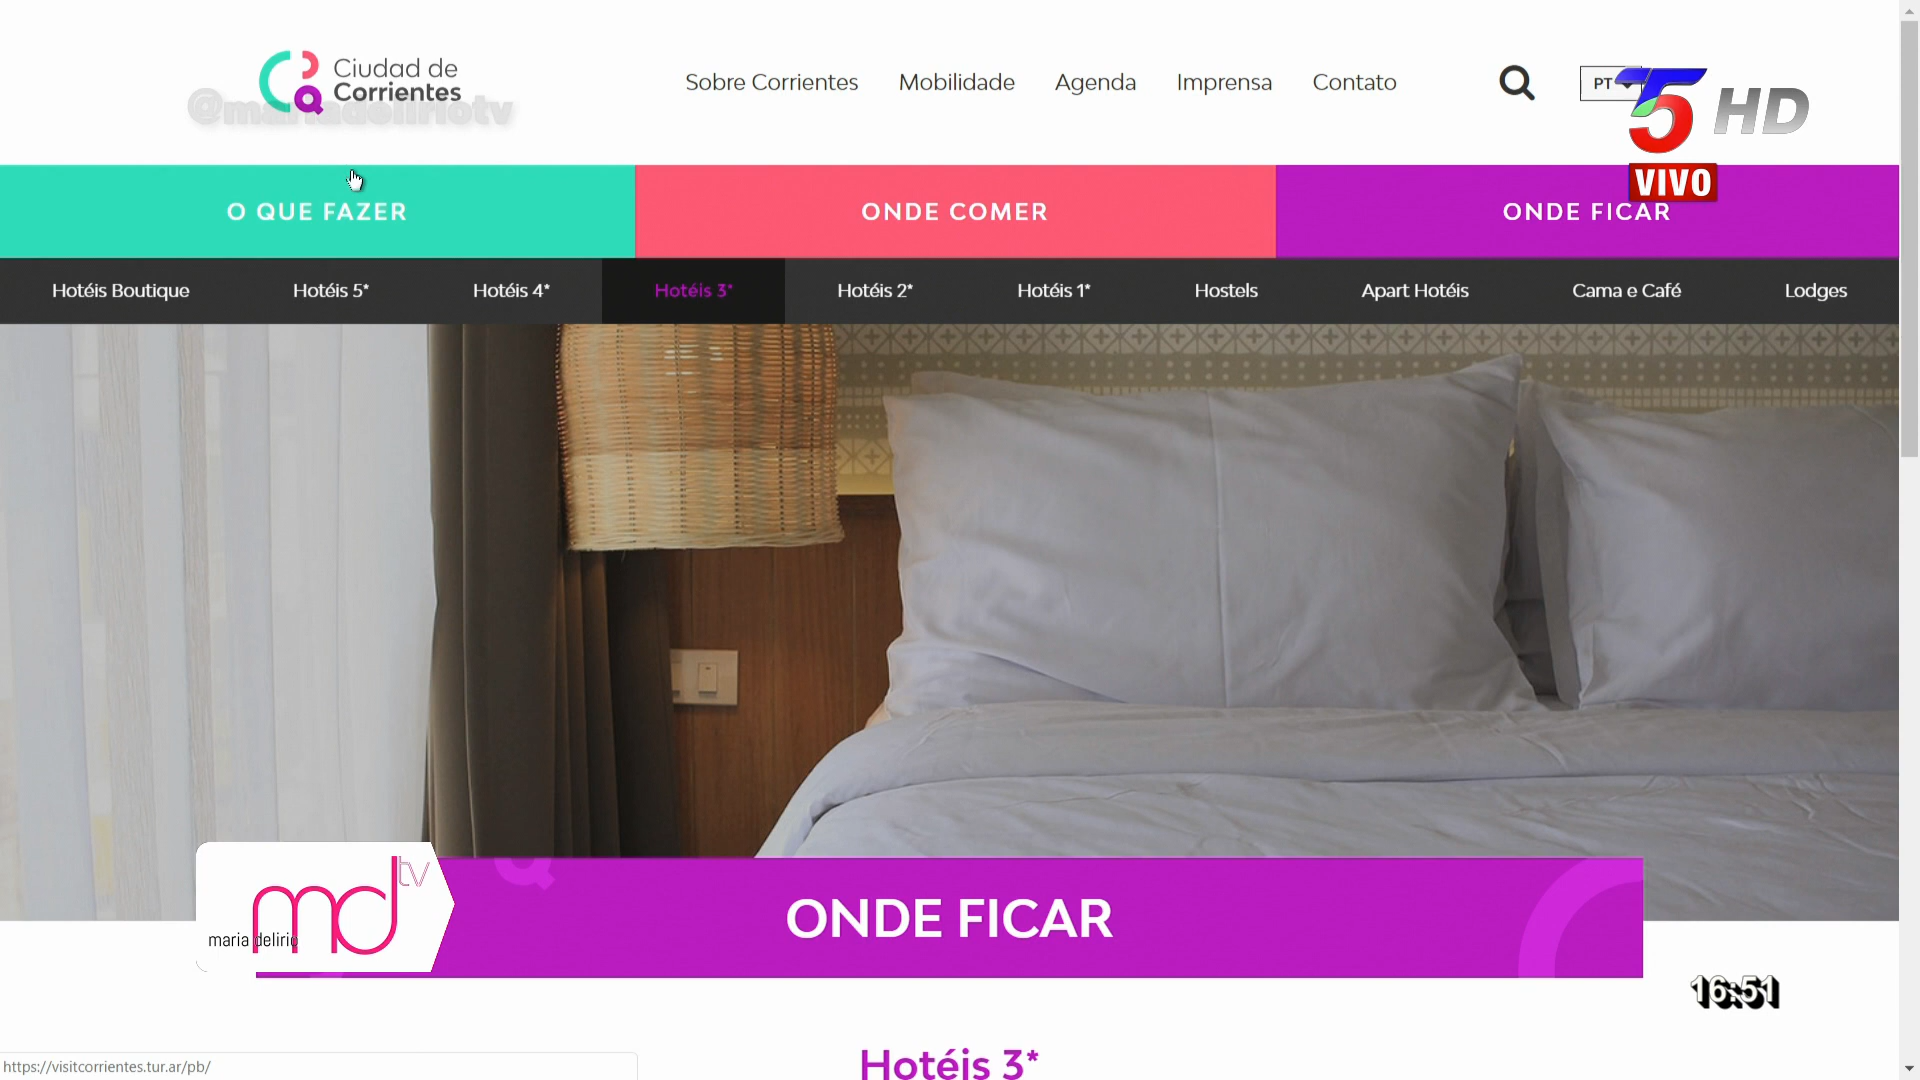 Ciudad de
Corrientes
@mariadeliriotv
Sobre Corrientes
Mobilidade
Agenda
Imprensa
Contato
PT
5 HD
VIVO
O QUE FAZER
ONDE COMER
ONDE FICAR
Hotéis Boutique
Hotéis 5*
Hotéis 4*
Hotéis 3*
Hotéis 2*
Hotéis 1*
Hostels
Apart Hotéis
Cama e Café
Lodges
md tv
maria delirio
ONDE FICAR
16:51
Hotéis 3*
https://visitcorrientes.tur.ar/pb/